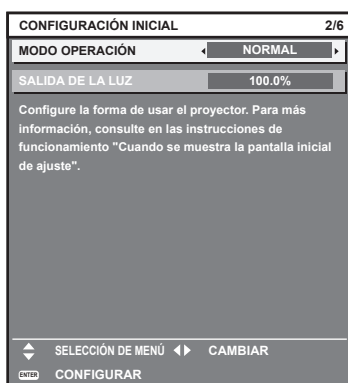 CONFIGURACIÓN INICIAL 2/6
MODO OPERACIÓN NORMAL
SALIDA DE LA LUZ 100.0%
Configure la forma de usar el proyector. Para más
información, consulte en las instrucciones de
funcionamiento "Cuando se muestra la pantalla inicial
de ajuste".
SELECCIÓN DE MENÚ CAMBIAR
ENTER CONFIGURAR